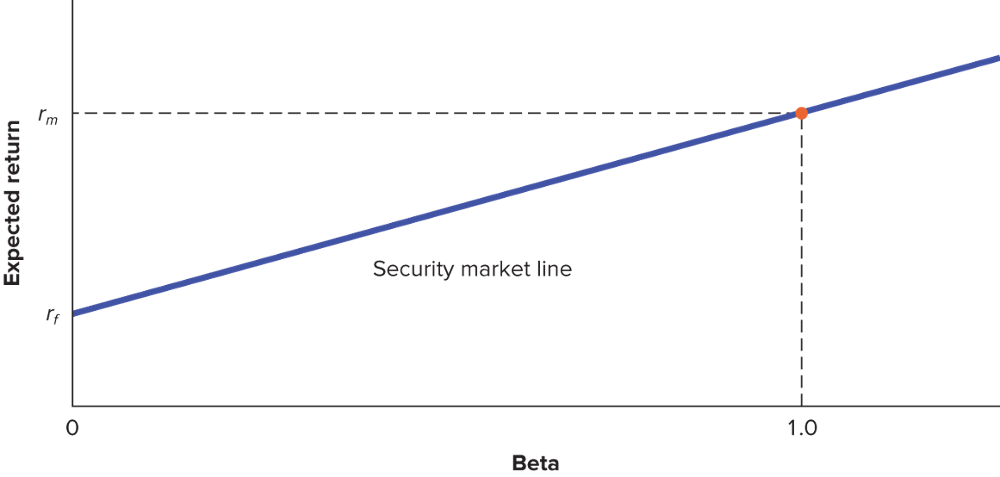 Expected return
r_m
r_f
Security market line
0
1.0
Beta